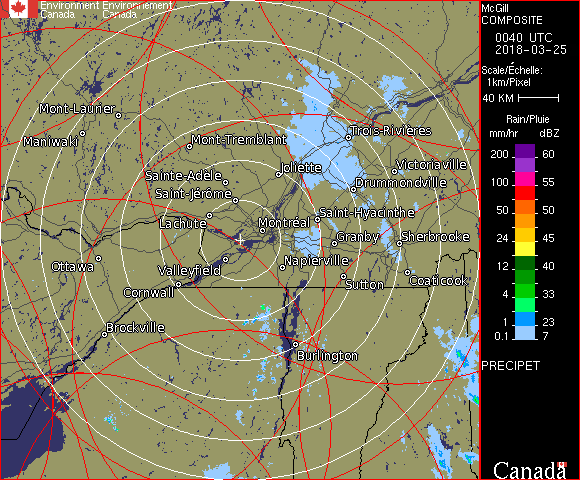 Environment Environnement
Canada Canada
McGill
COMPOSITE
0040 UTC
2018-03-25
Scale/Échelle:
1km/Pixel
40 KM
Rain/Pluie
mm/hr dBZ
200 60
150 57
100 55
50 50
24 45
12 40
4 33
1 23
0.1 7
PRECIPET
Canada
Mont-Laurier
Maniwaki
Mont-Tremblant
Trois-Rivières
Joliette
Victoriaville
Sainte-Adèle
Drummondville
Saint-Jérôme
Lachute
Saint-Hyacinthe
Montréal
Granby
Sherbrooke
Ottawa
Valleyfield
Napierville
Cornwall
Sutton
Coaticook
Brockville
Burlington